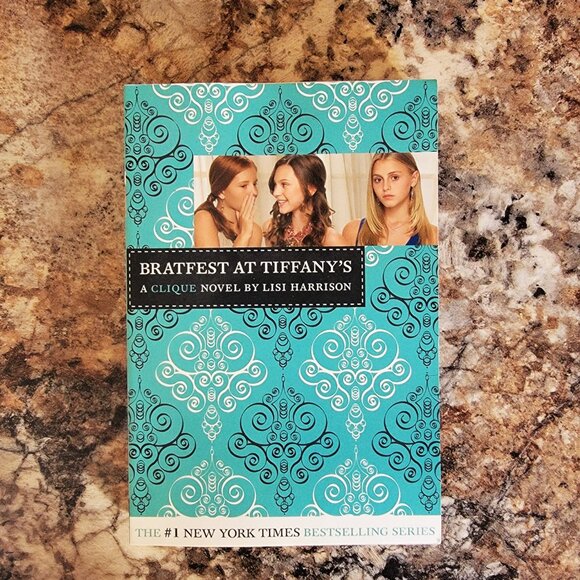 BRATFEST AT TIFFANY'S
A CLIQUE NOVEL BY LISI HARRISON
THE #1 NEW YORK TIMES BESTSELLING SERIES